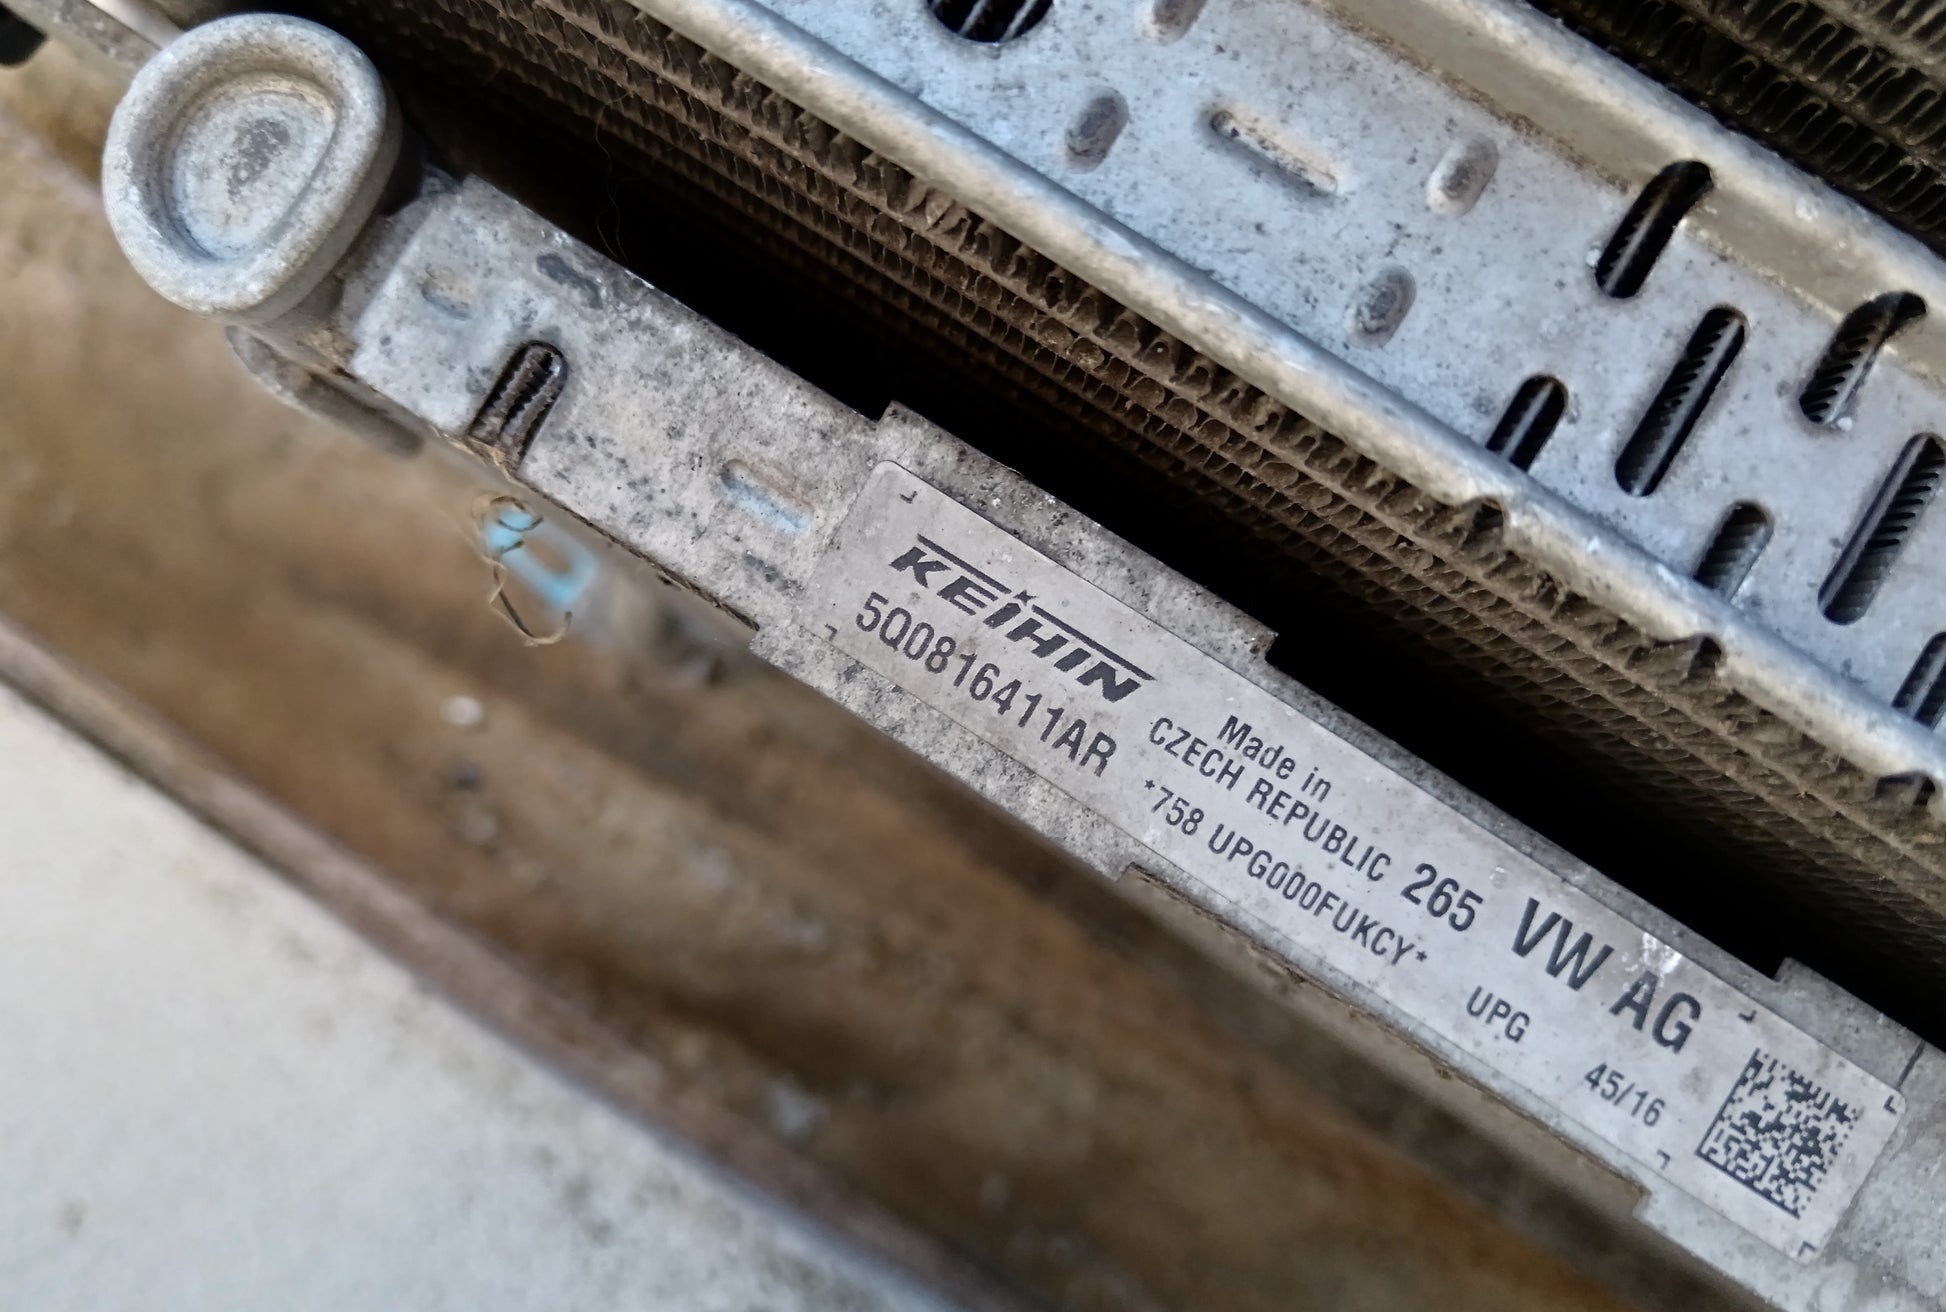 KEIHIN
5Q0816411AR
Made in
CZECH REPUBLIC 265 VW AG
*758 UPG000FUKCY* UPG 45/16